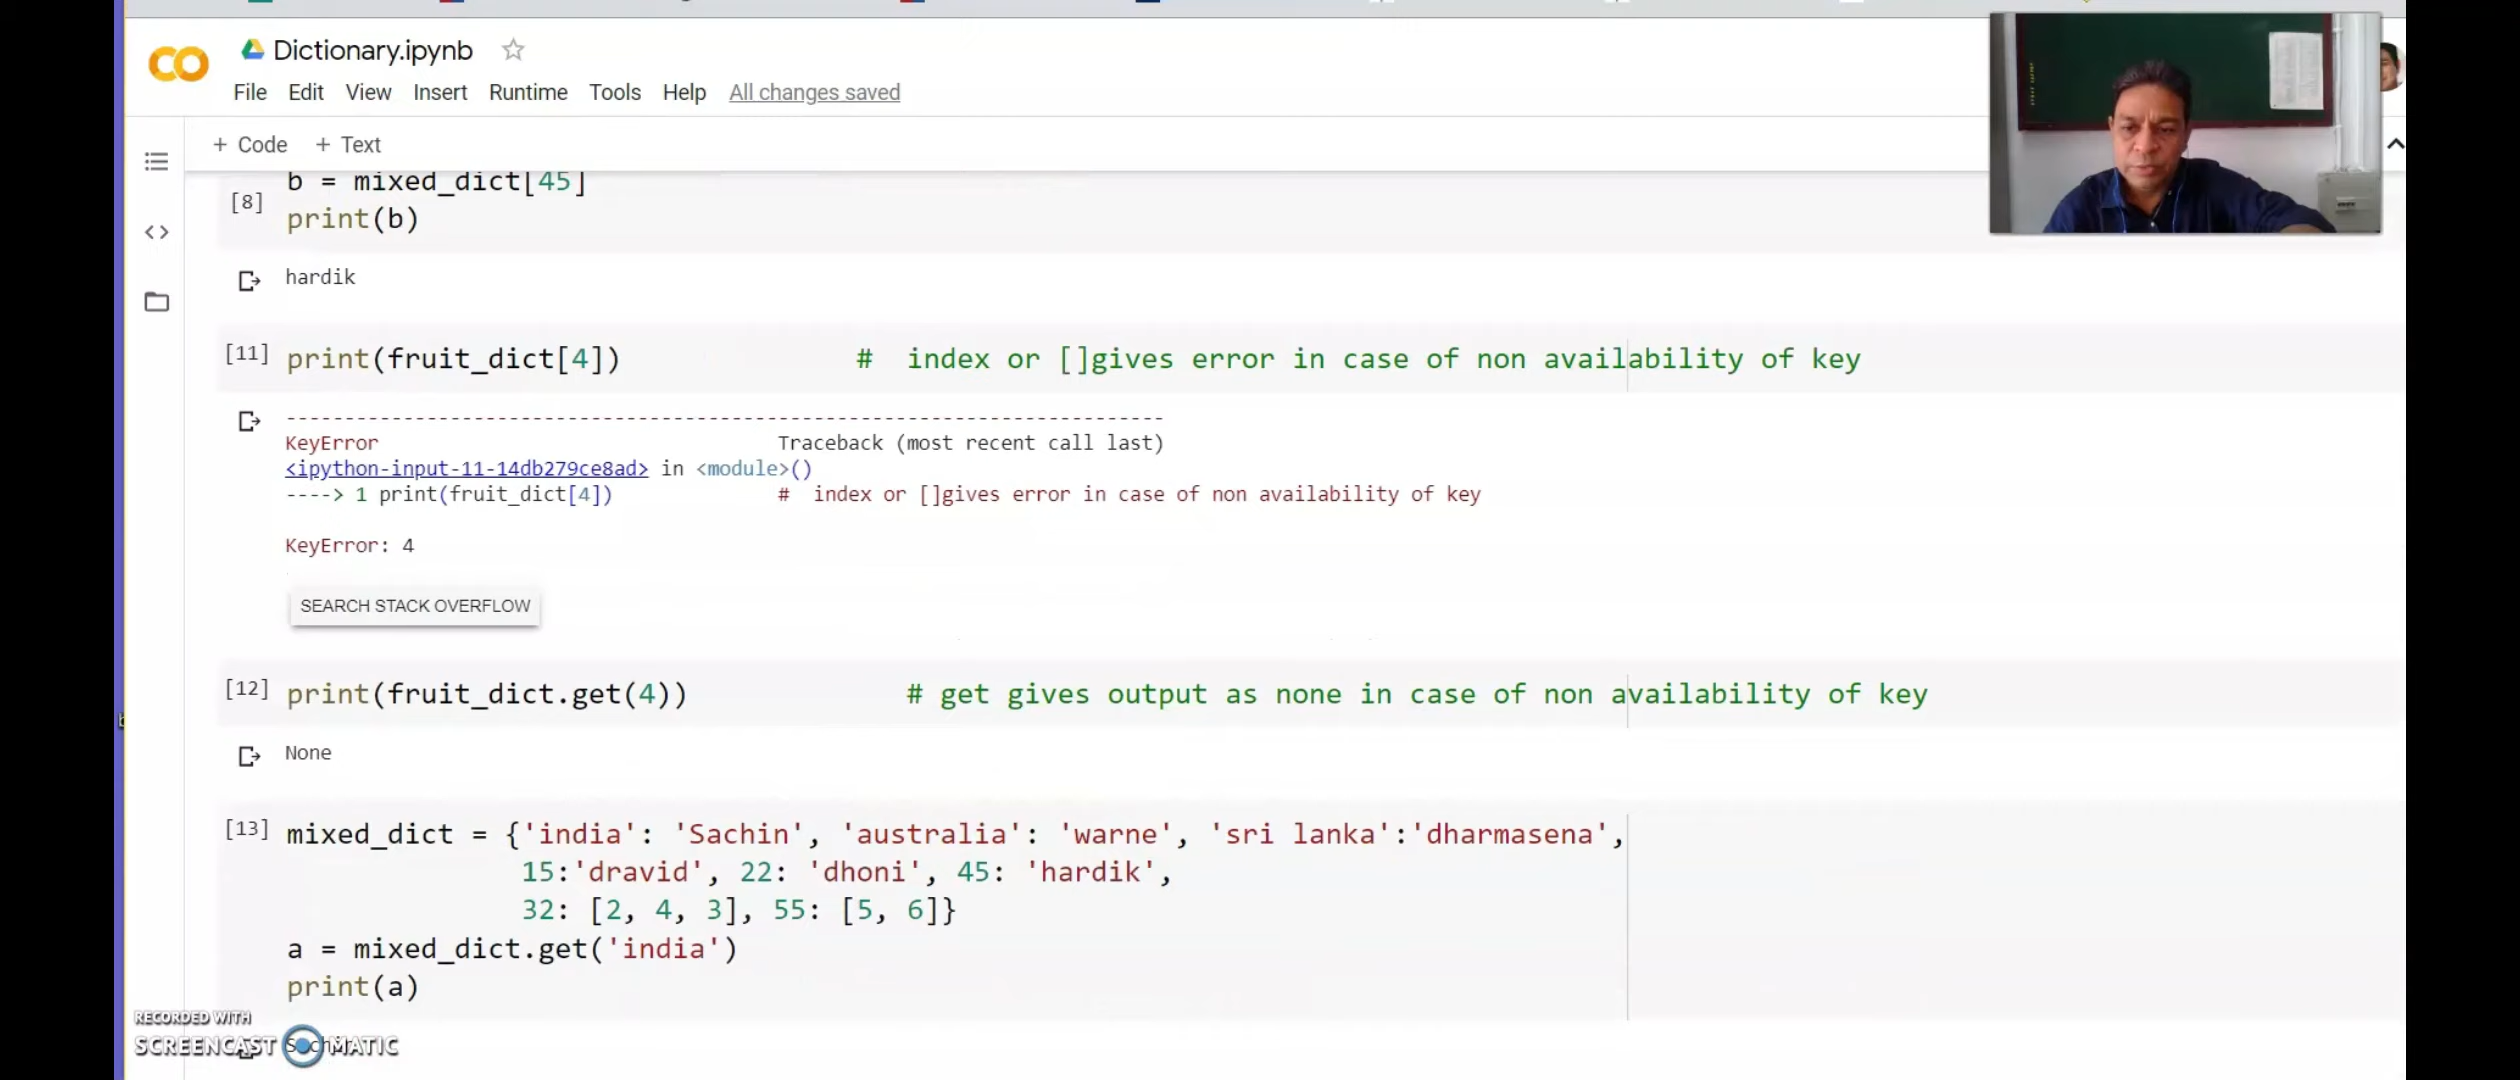 Dictionary.ipynb
File Edit View Insert Runtime Tools Help All changes saved
+ Code + Text
[8] b = mixed_dict[45]
print(b)
hardik
[11] print(fruit_dict[4]) # index or []gives error in case of non availability of key
---------------------------------------------------------------------------
KeyError Traceback (most recent call last)
<ipython-input-11-14db279ce8ad> in <module>()
----> 1 print(fruit_dict[4]) # index or []gives error in case of non availability of key
KeyError: 4
SEARCH STACK OVERFLOW
[12] print(fruit_dict.get(4)) # get gives output as none in case of non availability of key
None
[13] mixed_dict = {'india': 'Sachin', 'australia': 'warne', 'sri lanka':'dharmasena',
15:'dravid', 22: 'dhoni', 45: 'hardik',
32: [2, 4, 3], 55: [5, 6]}
a = mixed_dict.get('india')
print(a)
RECORDED WITH
SCREENCAST MATIC